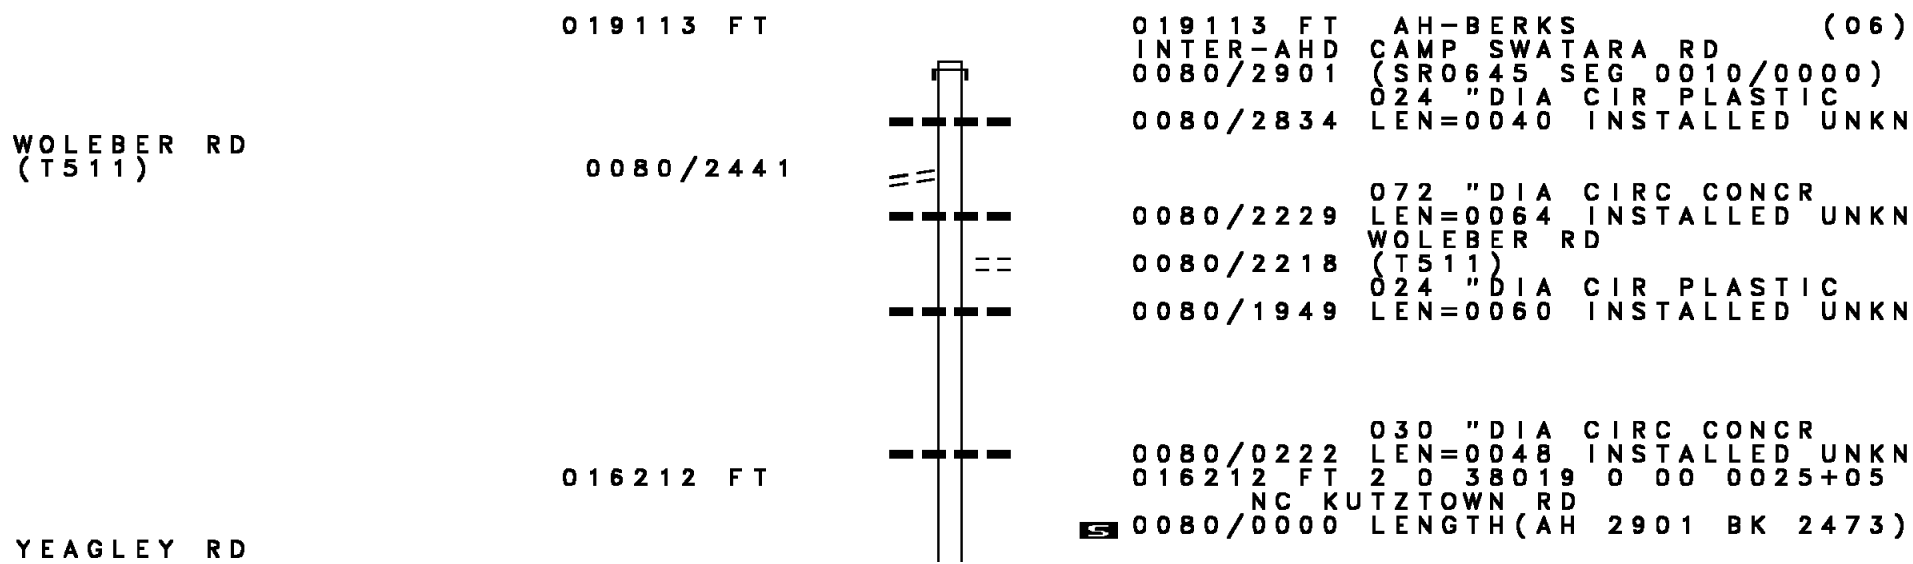 019113 FT 019113 FT AH-BERKS (06)
INTER-AHD CAMP SWATARA RD
0080/2901 (SR0645 SEG 0010/0000)
024 "DIA CIR PLASTIC
0080/2834 LEN=0040 INSTALLED UNKN
WOLEBER RD
(T511) 0080/2441
072 "DIA CIRC CONCR
0080/2229 LEN=0064 INSTALLED UNKN
WOLEBER RD
0080/2218 (T511)
024 "DIA CIR PLASTIC
0080/1949 LEN=0060 INSTALLED UNKN
030 "DIA CIRC CONCR
0080/0222 LEN=0048 INSTALLED UNKN
016212 FT 016212 FT 2 0 38019 0 00 0025+05
NC KUTZTOWN RD
S 0080/0000 LENGTH(AH 2901 BK 2473)
YEAGLEY RD